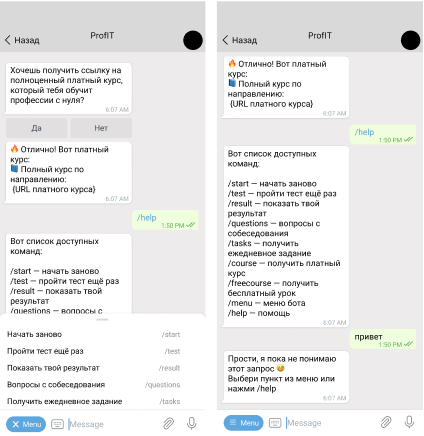 ProfIT
Назад
Хочешь получить ссылку на
полноценный платный курс,
который тебя обучит
профессии с нуля?
6:07 AM
Да
Нет
🔥 Отлично! Вот платный
курс:
📘 Полный курс по
направлению:
{URL платного курса}
6:07 AM
/help
1:50 PM
Вот список доступных
команд:
/start — начать заново
/test — пройти тест ещё раз
/result — показать твой
результат
/questions — вопросы с
Начать заново /start
Пройти тест ещё раз /test
Показать твой результат /result
Вопросы с собеседования /questions
Получить ежедневное задание /tasks
Menu
Message
ProfIT
Назад
🔥 Отлично! Вот платный
курс:
📘 Полный курс по
направлению:
{URL платного курса}
6:07 AM
/help
1:50 PM
Вот список доступных
команд:
/start — начать заново
/test — пройти тест ещё раз
/result — показать твой
результат
/questions — вопросы с
собеседования
/tasks — получить
ежедневное задание
/course — получить платный
курс
/freecourse — получить
бесплатный урок
/menu — меню бота
/help — помощь
6:07 AM
привет
1:50 PM
Прости, я пока не понимаю
этот запрос 😅
Выбери пункт из меню или
нажми /help
6:07 AM
Menu
Message